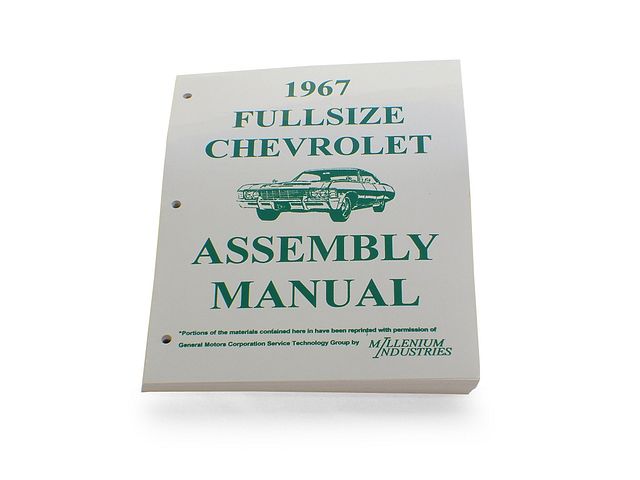 1967
FULLSIZE
CHEVROLET
ASSEMBLY
MANUAL
*Portions of the materials contained here in have been reprinted with permission of
General Motors Corporation Service Technology Group by
MILLENIUM
INDUSTRIES